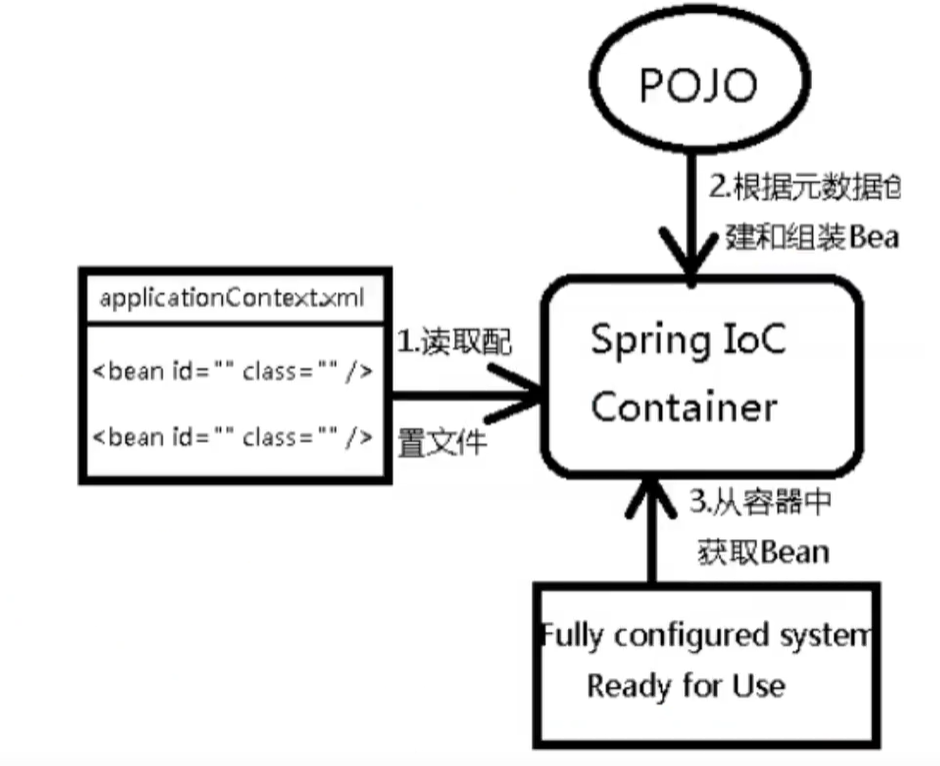 POJO
2.根据元数据创
建和组装Bea
applicationContext.xml
<bean id="" class="" />
<bean id="" class="" />
1.读取配
置文件
Spring IoC
Container
3.从容器中
获取Bean
Fully configured system
Ready for Use